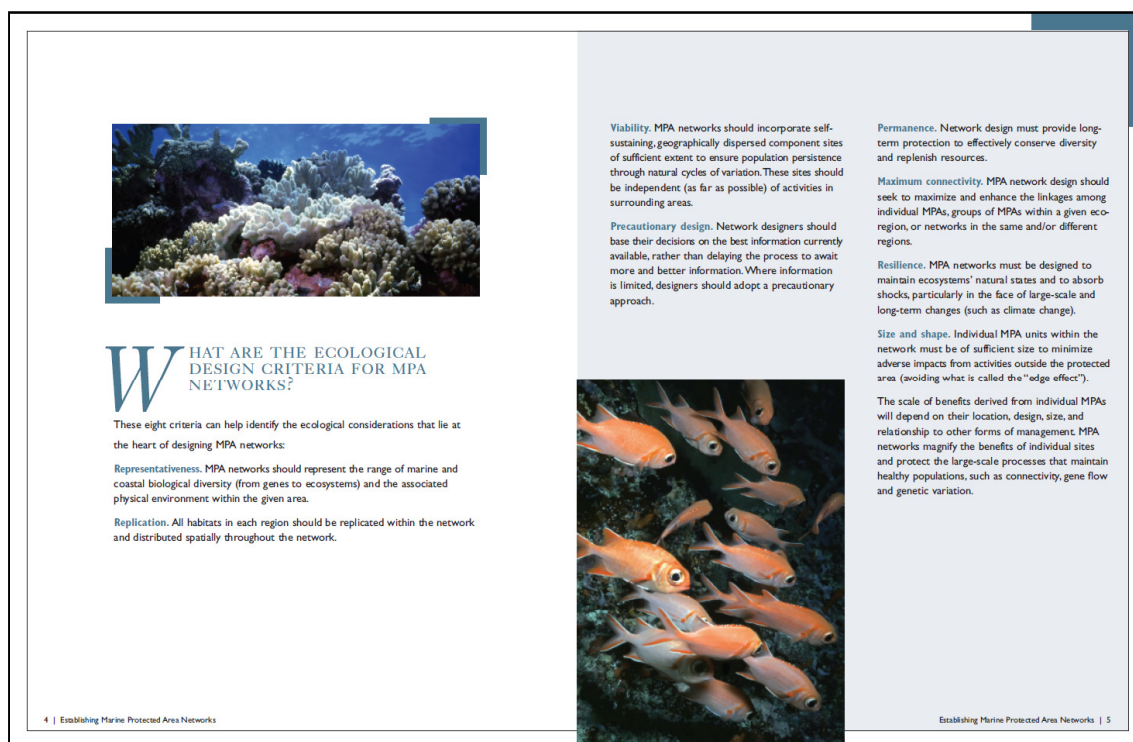 WHAT ARE THE ECOLOGICAL
DESIGN CRITERIA FOR MPA
NETWORKS?
These eight criteria can help identify the ecological considerations that lie at
the heart of designing MPA networks:
Representativeness. MPA networks should represent the range of marine and
coastal biological diversity (from genes to ecosystems) and the associated
physical environment within the given area.
Replication. All habitats in each region should be replicated within the network
and distributed spatially throughout the network.
4 | Establishing Marine Protected Area Networks
Viability. MPA networks should incorporate self-
sustaining, geographically dispersed component sites
of sufficient extent to ensure population persistence
through natural cycles of variation. These sites should
be independent (as far as possible) of activities in
surrounding areas.
Precautionary design. Network designers should
base their decisions on the best information currently
available, rather than delaying the process to await
more and better information. Where information
is limited, designers should adopt a precautionary
approach.
Permanence. Network design must provide long-
term protection to effectively conserve diversity
and replenish resources.
Maximum connectivity. MPA network design should
seek to maximize and enhance the linkages among
individual MPAs, groups of MPAs within a given eco-
region, or networks in the same and/or different
regions.
Resilience. MPA networks must be designed to
maintain ecosystems' natural states and to absorb
shocks, particularly in the face of large-scale and
long-term changes (such as climate change).
Size and shape. Individual MPA units within the
network must be of sufficient size to minimize
adverse impacts from activities outside the protected
area (avoiding what is called the "edge effect").
The scale of benefits derived from individual MPAs
will depend on their location, design, size, and
relationship to other forms of management. MPA
networks magnify the benefits of individual sites
and protect the large-scale processes that maintain
healthy populations, such as connectivity, gene flow
and genetic variation.
Establishing Marine Protected Area Networks | 5